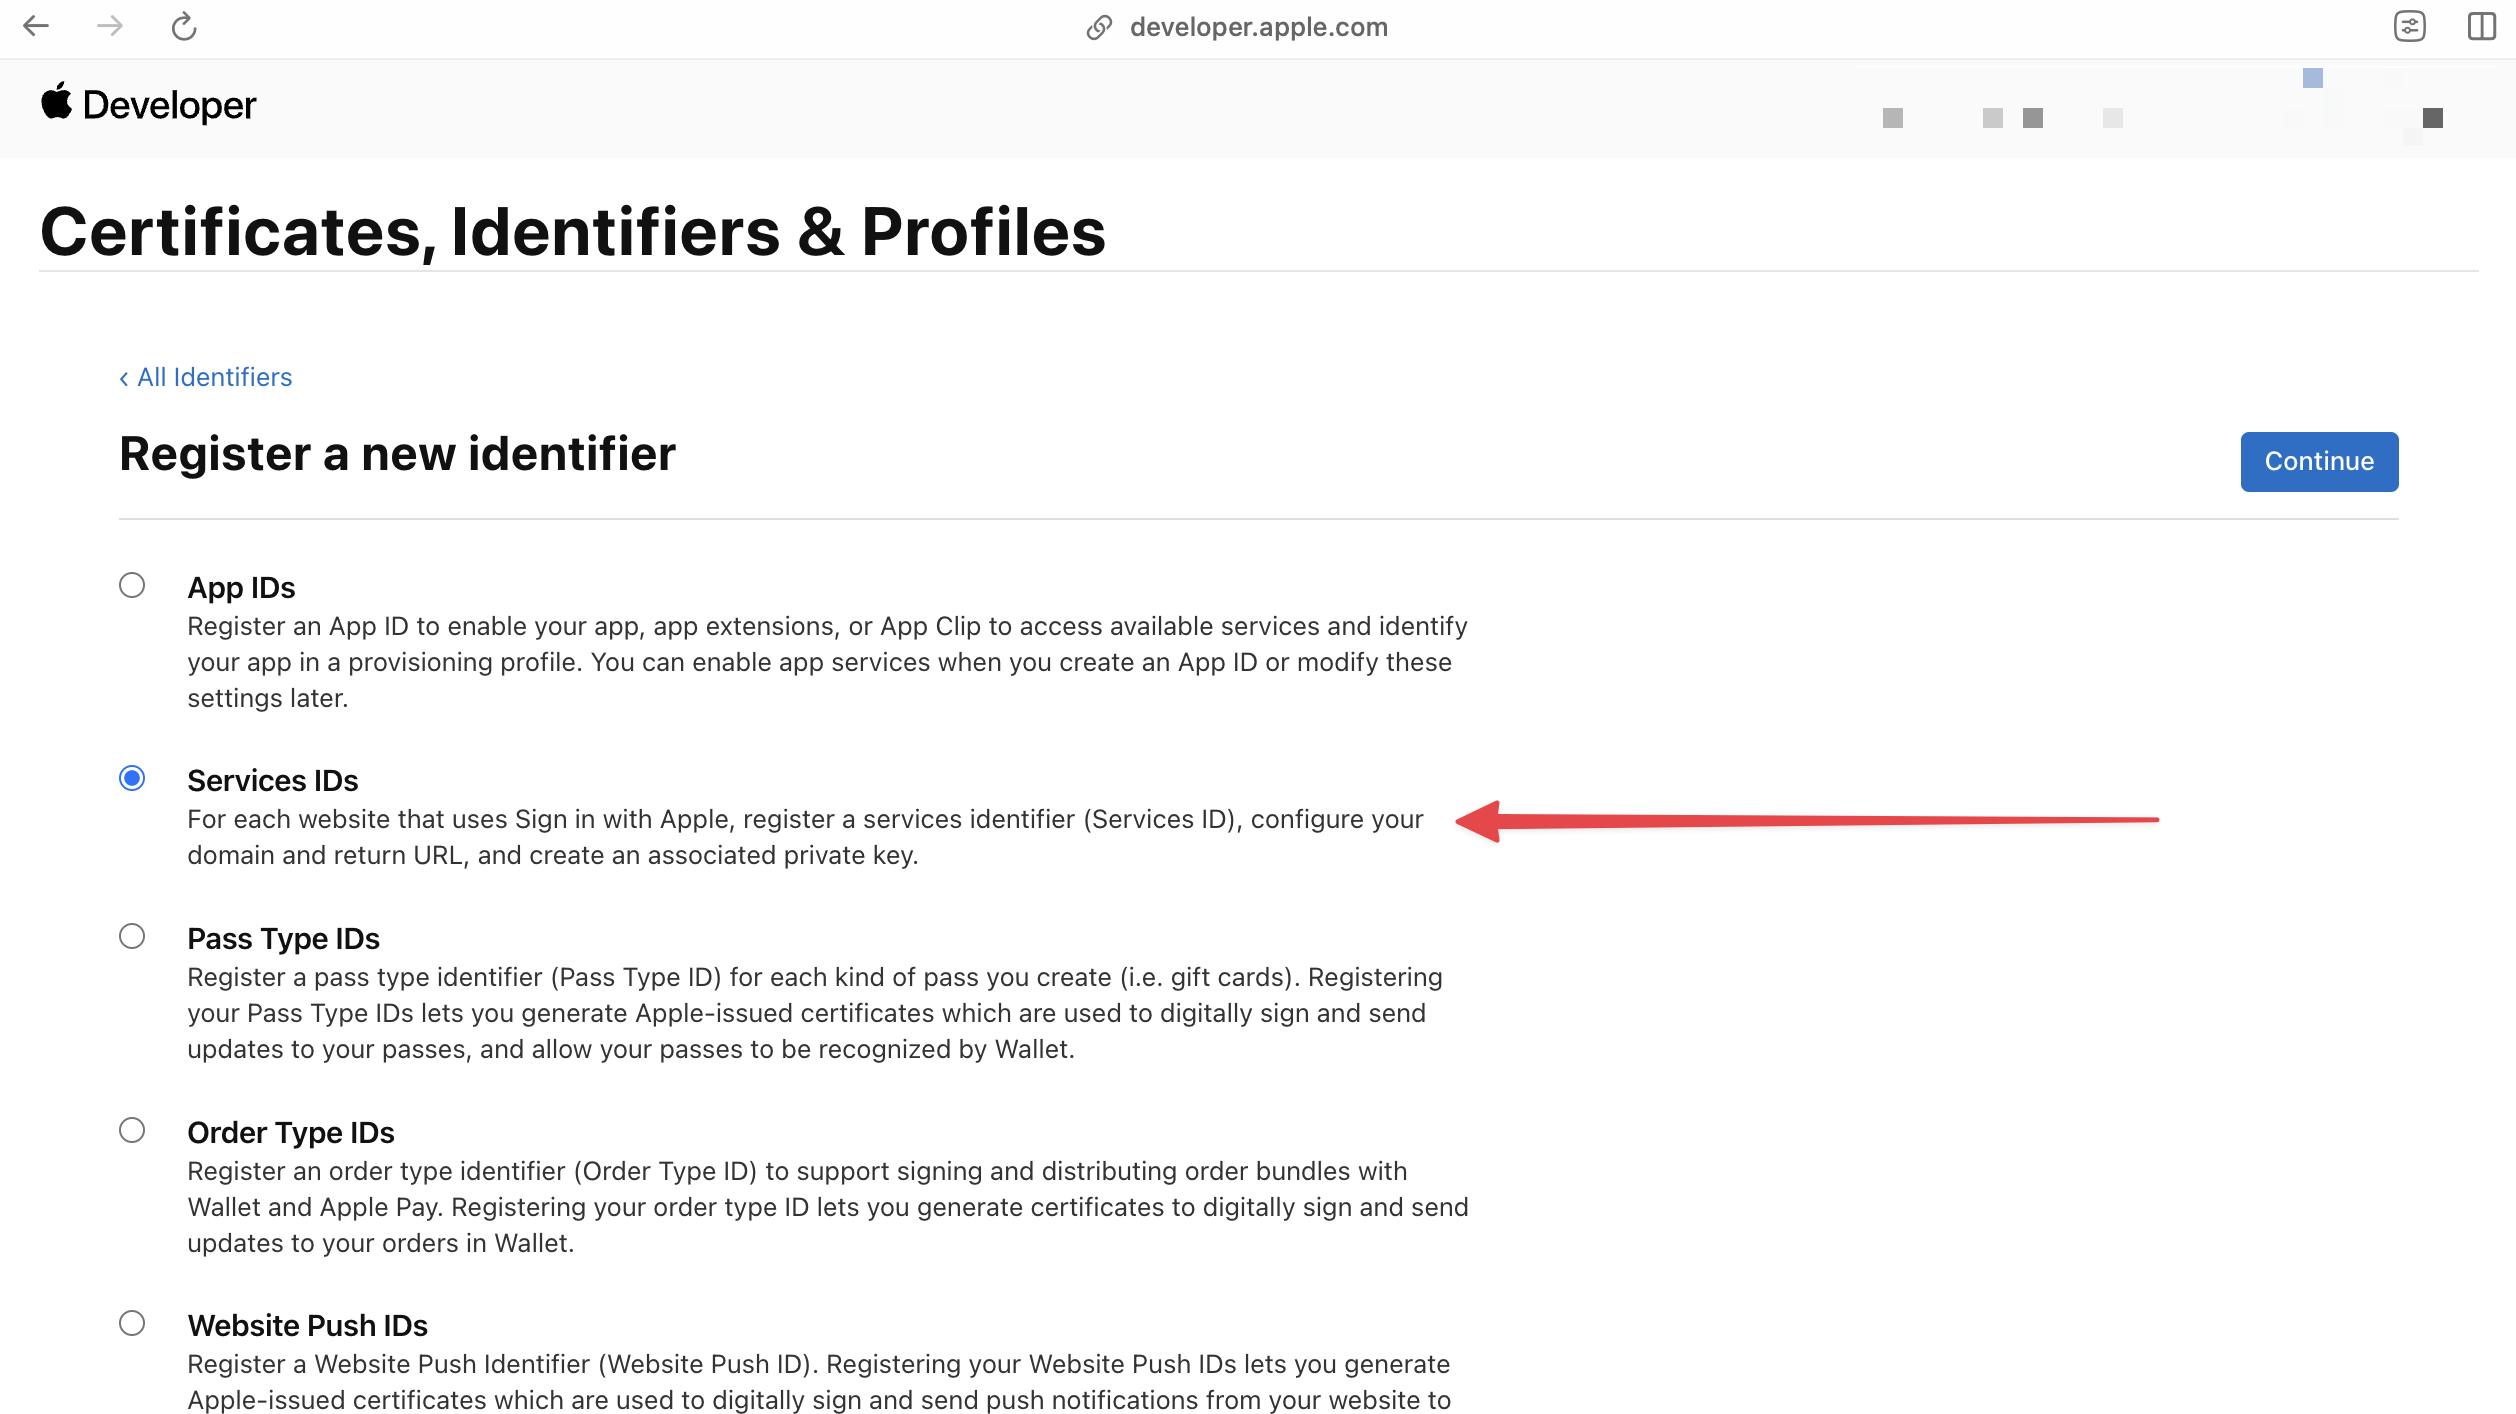 developer.apple.com
Developer
Certificates, Identifiers & Profiles
‹ All Identifiers
Register a new identifier
Continue
App IDs
Register an App ID to enable your app, app extensions, or App Clip to access available services and identify
your app in a provisioning profile. You can enable app services when you create an App ID or modify these
settings later.
Services IDs
For each website that uses Sign in with Apple, register a services identifier (Services ID), configure your
domain and return URL, and create an associated private key.
Pass Type IDs
Register a pass type identifier (Pass Type ID) for each kind of pass you create (i.e. gift cards). Registering
your Pass Type IDs lets you generate Apple-issued certificates which are used to digitally sign and send
updates to your passes, and allow your passes to be recognized by Wallet.
Order Type IDs
Register an order type identifier (Order Type ID) to support signing and distributing order bundles with
Wallet and Apple Pay. Registering your order type ID lets you generate certificates to digitally sign and send
updates to your orders in Wallet.
Website Push IDs
Register a Website Push Identifier (Website Push ID). Registering your Website Push IDs lets you generate
Apple-issued certificates which are used to digitally sign and send push notifications from your website to